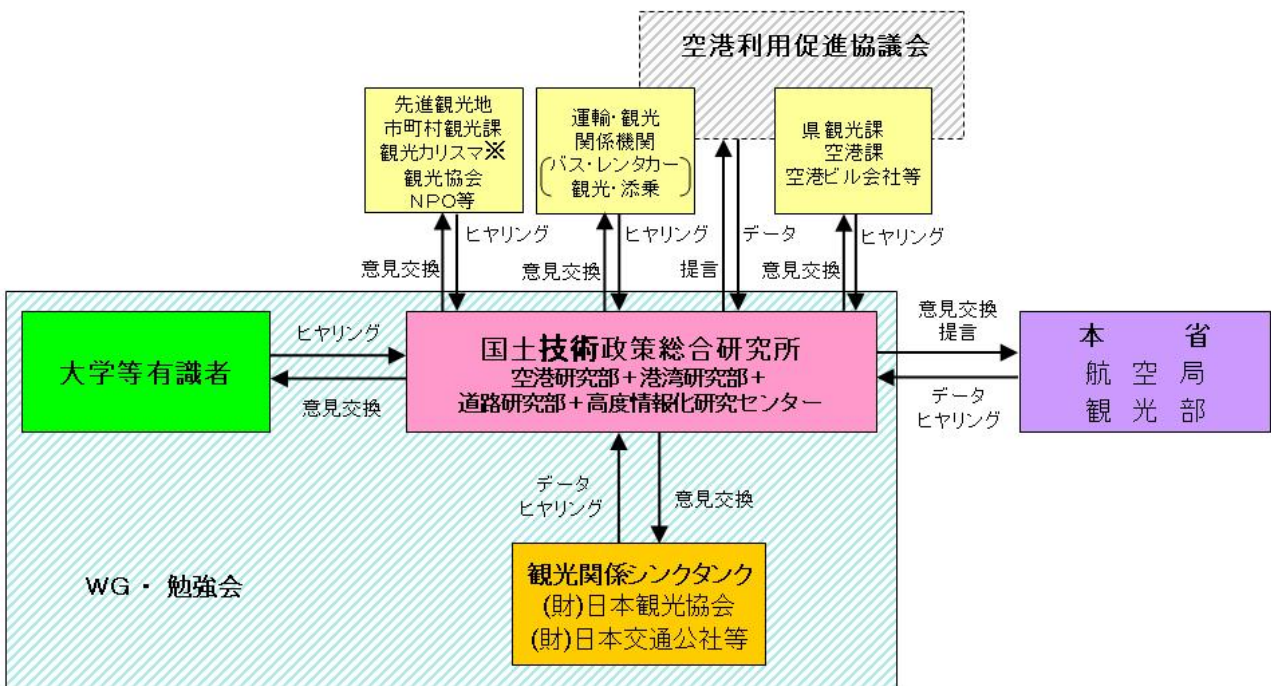 空港利用促進協議会
先進観光地
市町村観光課
観光カリスマ※
観光協会
NPO等
運輸・観光
関係機関
(バス・レンタカー
観光・添乗)
県観光課
空港課
空港ビル会社等
意見交換
ヒヤリング
意見交換
ヒヤリング
提言
データ
意見交換
ヒヤリング
大学等有識者
ヒヤリング
意見交換
国土技術政策総合研究所
空港研究部+港湾研究部+
道路研究部+高度情報化研究センター
意見交換
提言
データ
ヒヤリング
本省
航空局
観光部
データ
ヒヤリング
意見交換
観光関係シンクタンク
(財)日本観光協会
(財)日本交通公社等
WG・勉強会